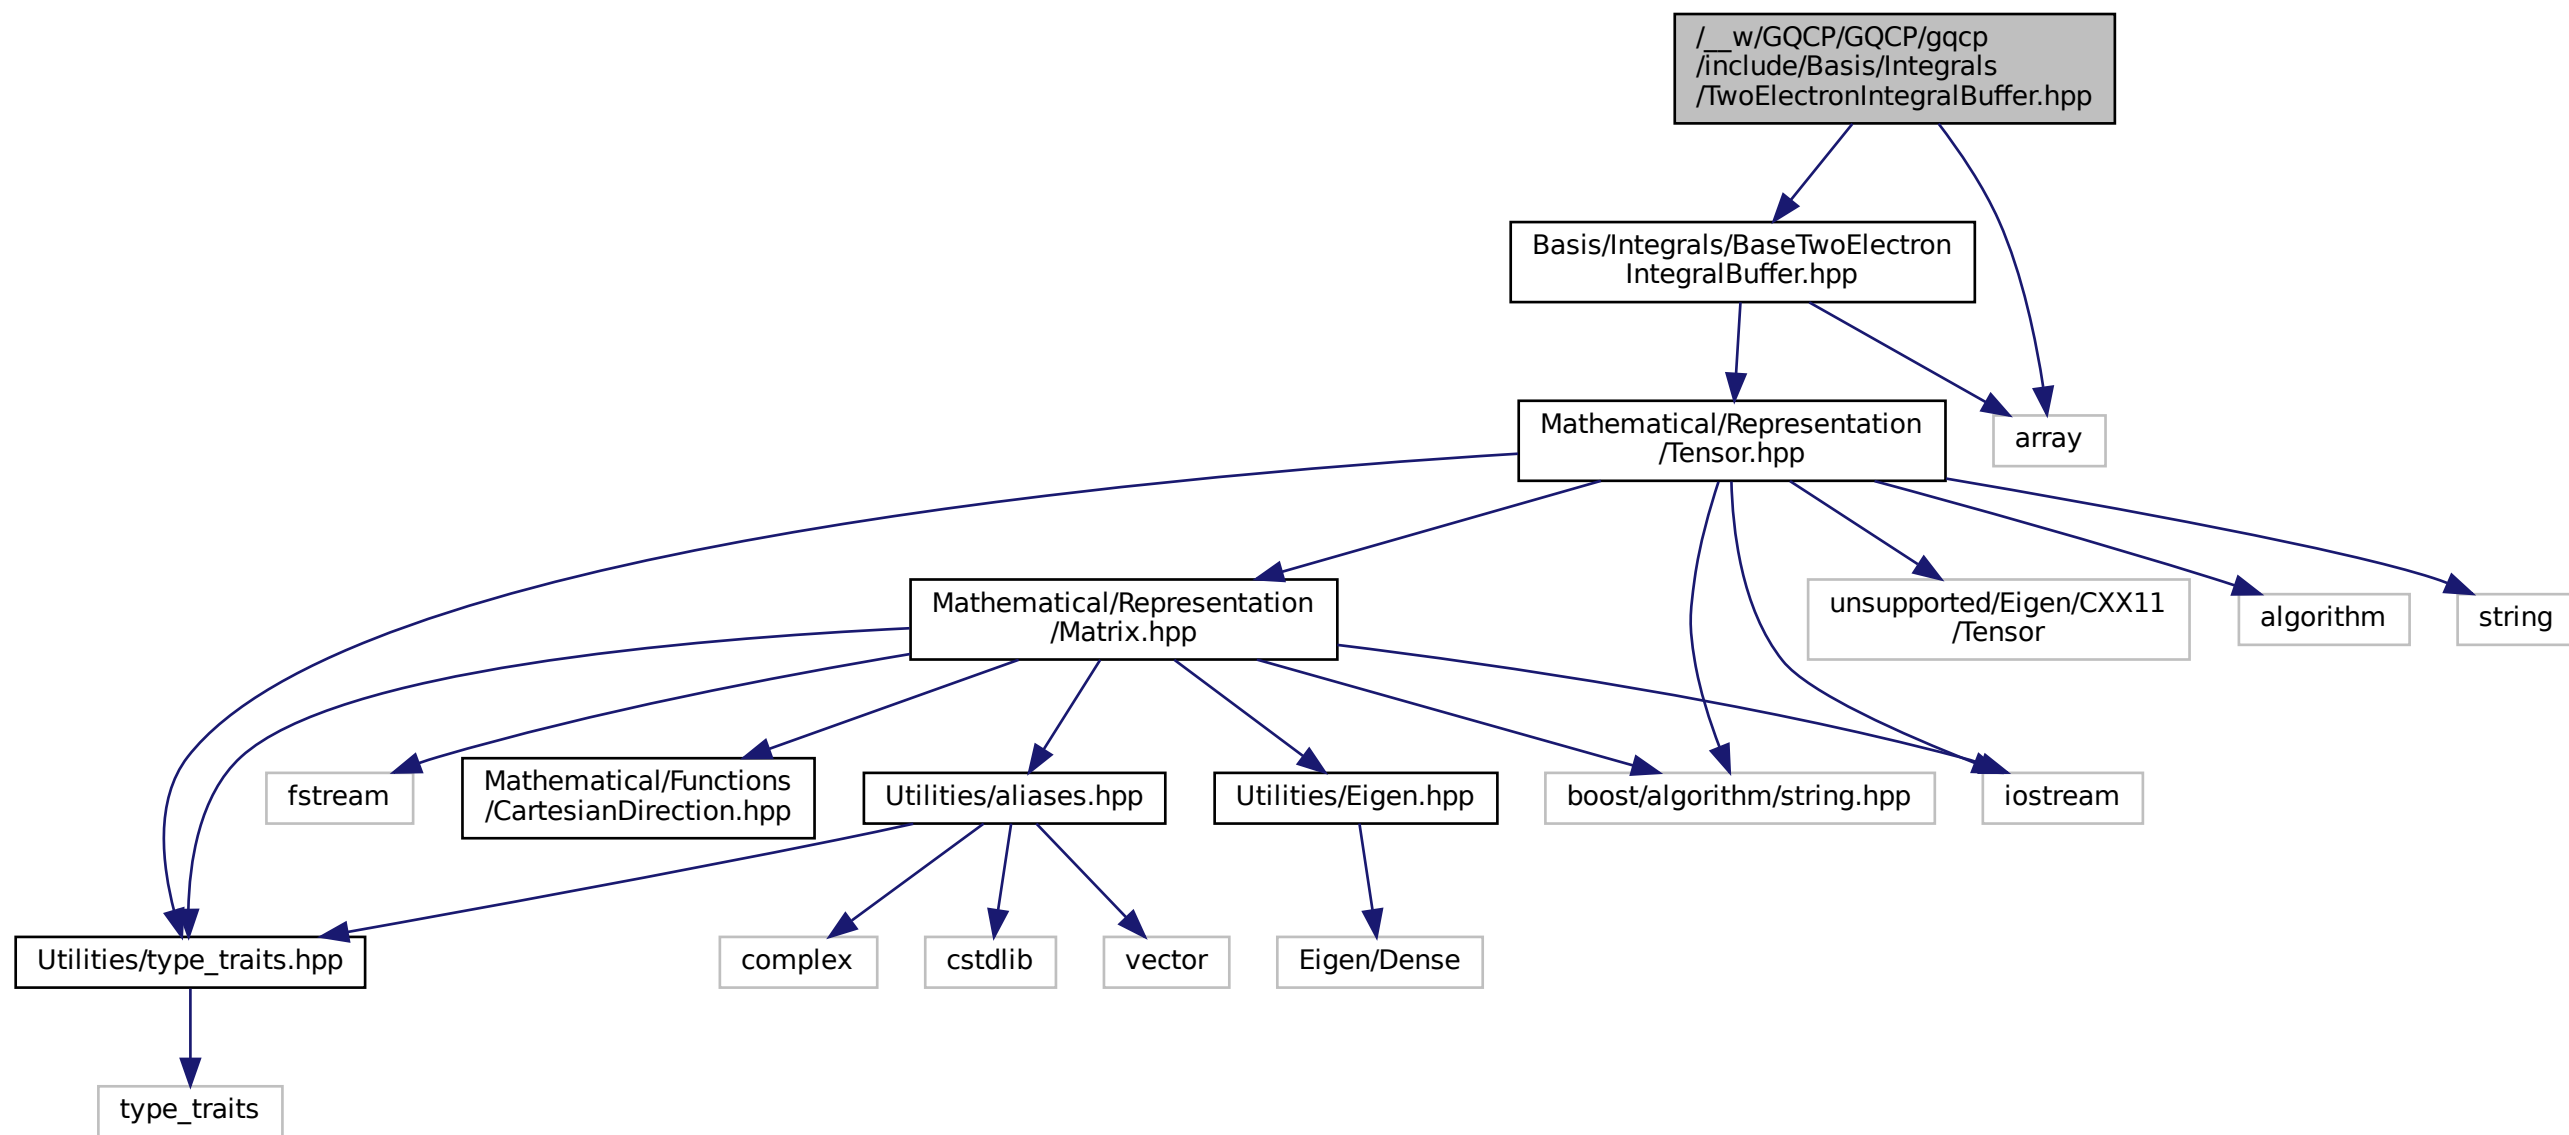 /__w/GQCP/GQCP/gqcp
/include/Basis/Integrals
/TwoElectronIntegralBuffer.hpp
Basis/Integrals/BaseTwoElectron
IntegralBuffer.hpp
Mathematical/Representation
/Tensor.hpp
array
Mathematical/Representation
/Matrix.hpp
unsupported/Eigen/CXX11
/Tensor
algorithm
string
fstream
Mathematical/Functions
/CartesianDirection.hpp
Utilities/aliases.hpp
Utilities/Eigen.hpp
boost/algorithm/string.hpp
iostream
Utilities/type_traits.hpp
complex
cstdlib
vector
Eigen/Dense
type_traits